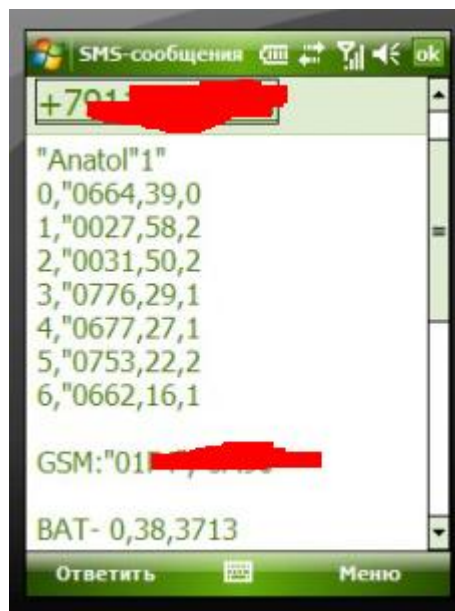 SMS-сообщения ok
"Anatol"1"
0,"0664,39,0
1,"0027,58,2
2,"0031,50,2
3,"0776,29,1
4,"0677,27,1
5,"0753,22,2
6,"0662,16,1
GSM:"01
BAT- 0,38,3713
Ответить Меню